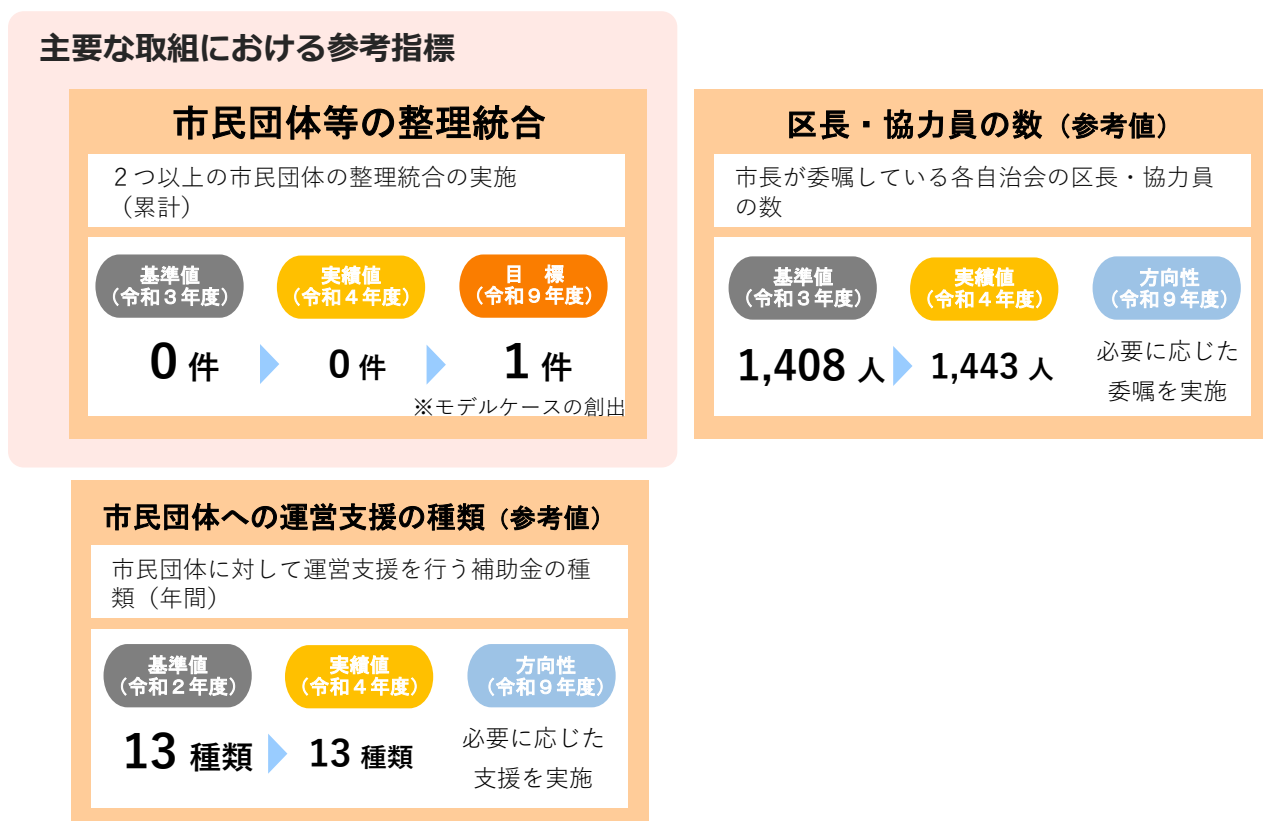 主要な取組における参考指標
市民団体等の整理統合
２つ以上の市民団体の整理統合の実施
（累計）
基準値
（令和３年度）
実績値
（令和４年度）
目　標
（令和９年度）
0 件
0 件
1 件
※モデルケースの創出
区長・協力員の数（参考値）
市長が委嘱している各自治会の区長・協力員
の数
基準値
（令和３年度）
実績値
（令和４年度）
方向性
（令和９年度）
1,408 人
1,443 人
必要に応じた
委嘱を実施
市民団体への運営支援の種類（参考値）
市民団体に対して運営支援を行う補助金の種
類（年間）
基準値
（令和２年度）
実績値
（令和４年度）
方向性
（令和９年度）
13 種類
13 種類
必要に応じた
支援を実施